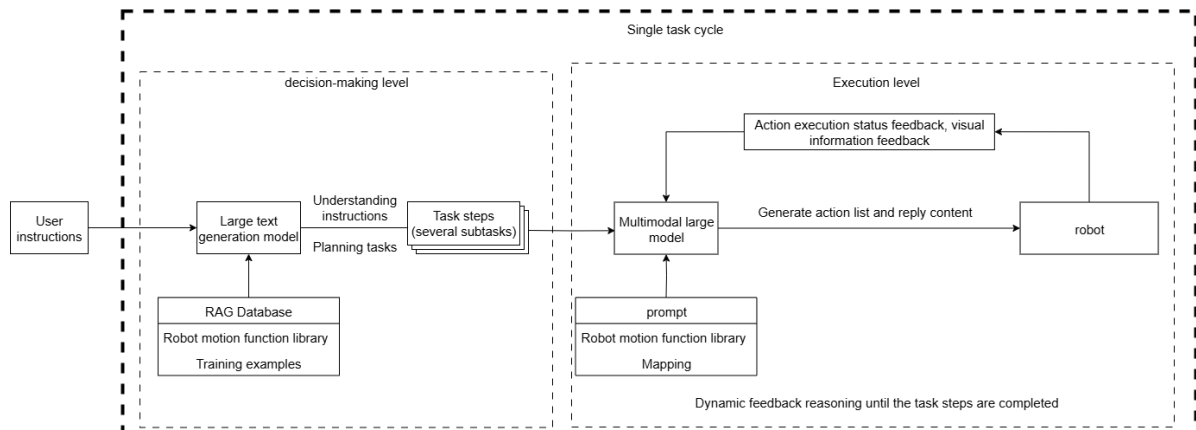 Single task cycle
decision-making level
Execution level
Action execution status feedback, visual
information feedback
User
instructions
Large text
generation model
Understanding
instructions
Planning tasks
Task steps
(several subtasks)
Multimodal large
model
Generate action list and reply content
robot
RAG Database
Robot motion function library
Training examples
prompt
Robot motion function library
Mapping
Dynamic feedback reasoning until the task steps are completed